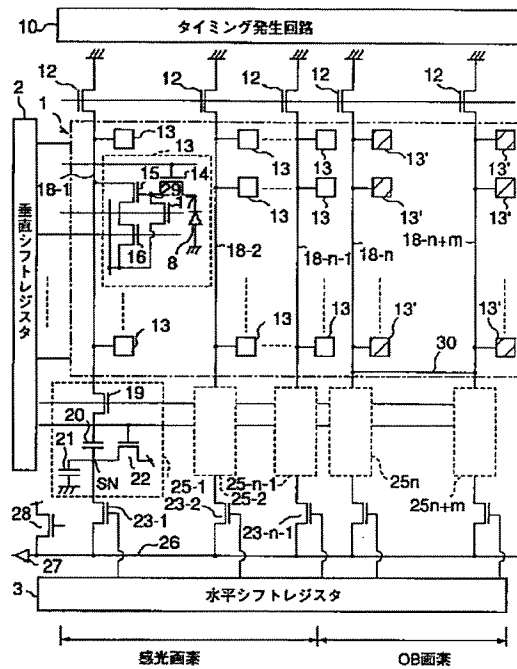 10
タイミング発生回路
12 12 12 12 12
2
1
13
13
15 14
29
17
18-1
16 8
13 13 13' 13'
13 13 13' 13'
18-2 18-n-1 18-n 18-n+m
垂直シフトレジスタ
13 13 13 13' 13'
30
19
20
21
SN 22
25-1
25-2
25-n-1
25n
25n+m
28
23-1
23-2
23-n-1
26
27
3
水平シフトレジスタ
感光画素 OB画素